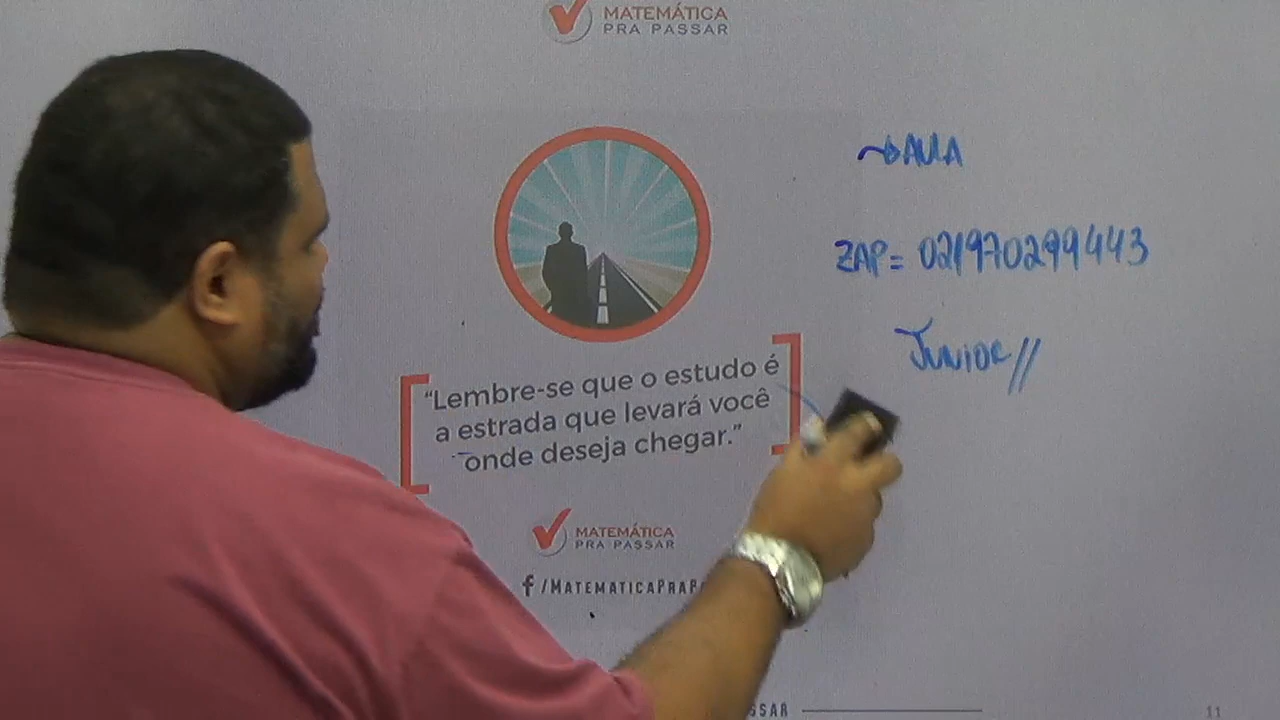 MATEMÁTICA
PRA PASSAR
AULA
ZAP = 021970299443
JUNIOR //
“Lembre-se que o estudo é
a estrada que levará você
onde deseja chegar.”
MATEMÁTICA
PRA PASSAR
f /MATEMATICAPRAP
SSAR
11